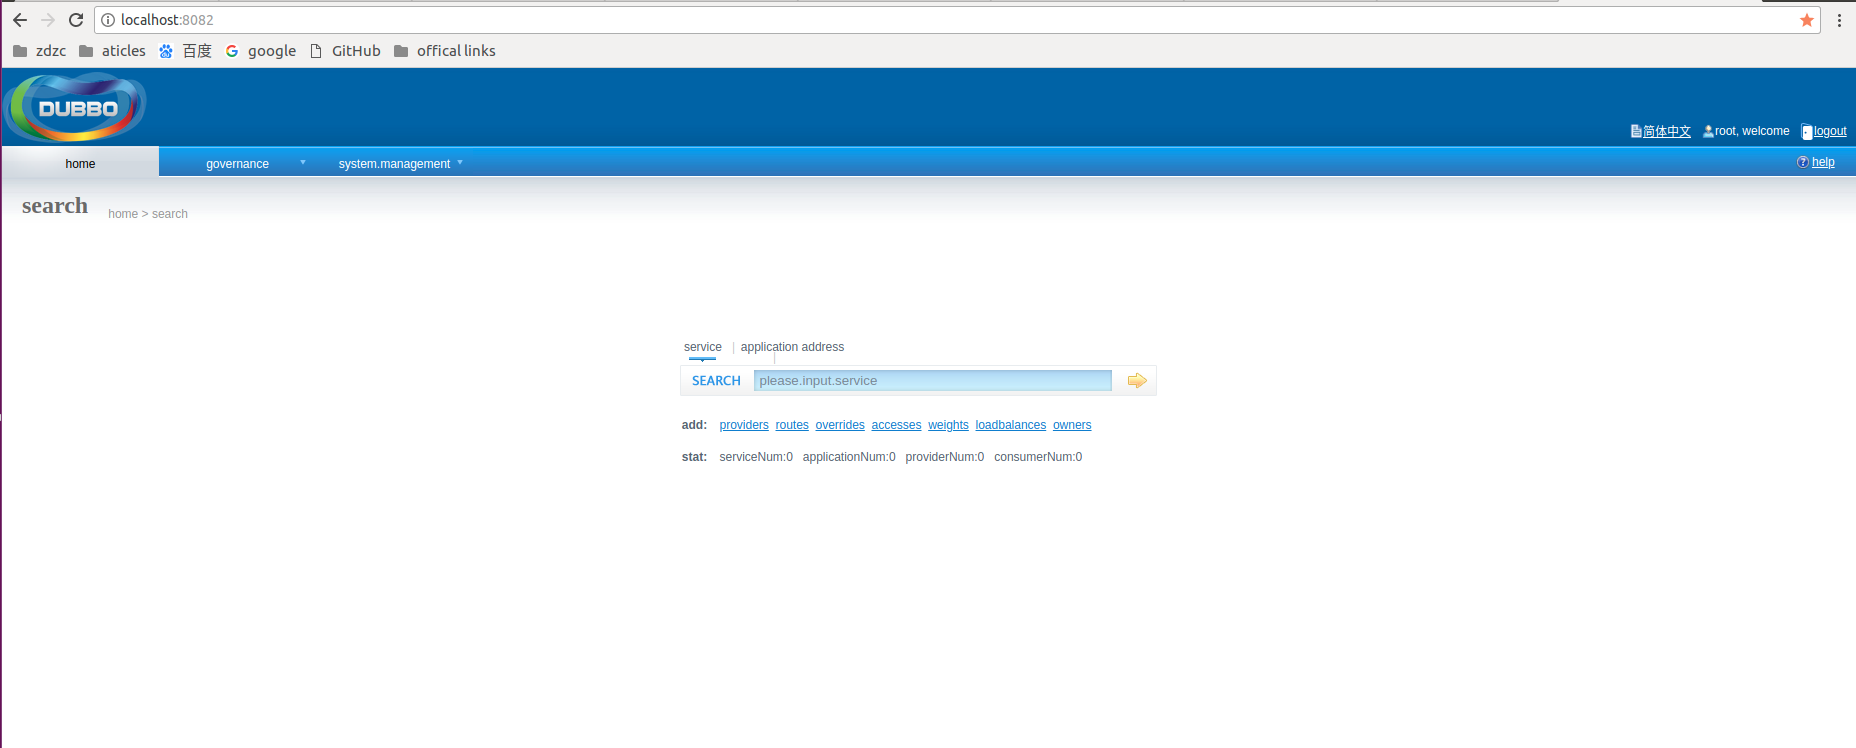 localhost:8082
zdzc aticles 百度 google GitHub offical links
DUBBO
简体中文 root, welcome logout
home governance system.management help
search home > search
service | application address
SEARCH please.input.service
add: providers routes overrides accesses weights loadbalances owners
stat: serviceNum:0 applicationNum:0 providerNum:0 consumerNum:0